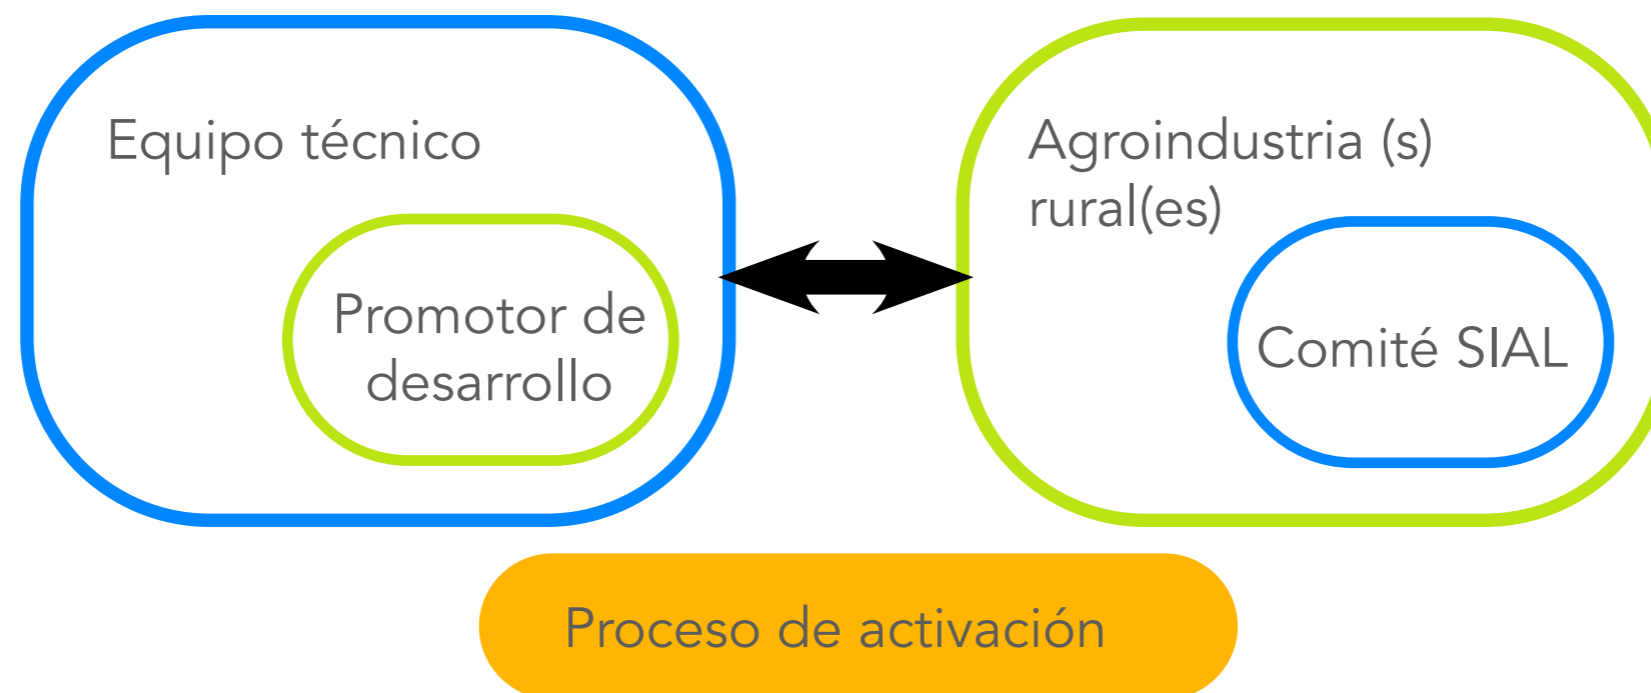 Equipo técnico
Promotor de
desarrollo
Agroindustria (s)
rural(es)
Comité SIAL
Proceso de activación